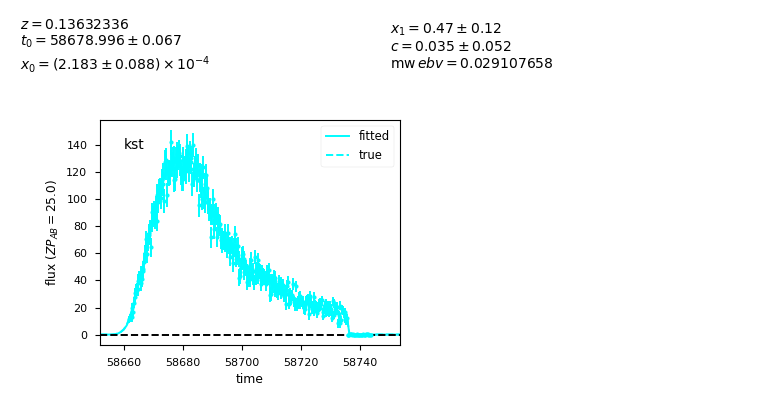 z = 0.13632336
t₀ = 58678.996 ± 0.067
x₀ = (2.183 ± 0.088) × 10⁻⁴
x₁ = 0.47 ± 0.12
c = 0.035 ± 0.052
mw ebv = 0.029107658
kst
fitted
true
flux (ZP_AB = 25.0)
140
120
100
80
60
40
20
0
58660 58680 58700 58720 58740
time